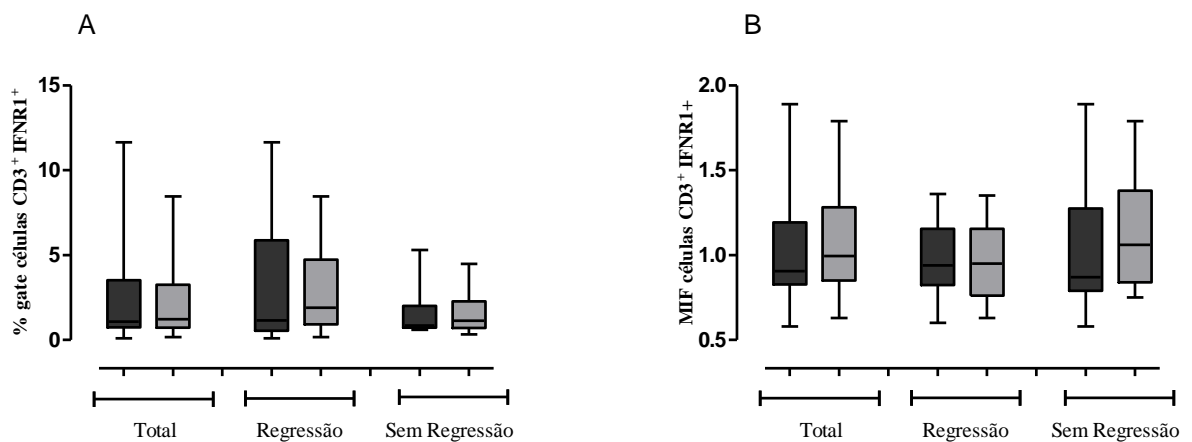 A
% gate células CD3⁺ IFNR1⁺
15
10
5
0
Total
Regressão
Sem Regressão
B
MIF células CD3⁺ IFNR1+
2.0
1.5
1.0
0.5
Total
Regressão
Sem Regressão